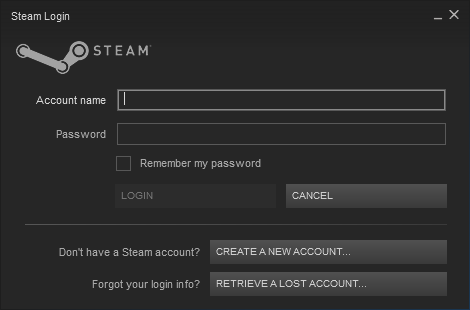 Steam Login
STEAM™
Account name
Password
Remember my password
LOGIN CANCEL
Don't have a Steam account? CREATE A NEW ACCOUNT...
Forgot your login info? RETRIEVE A LOST ACCOUNT...